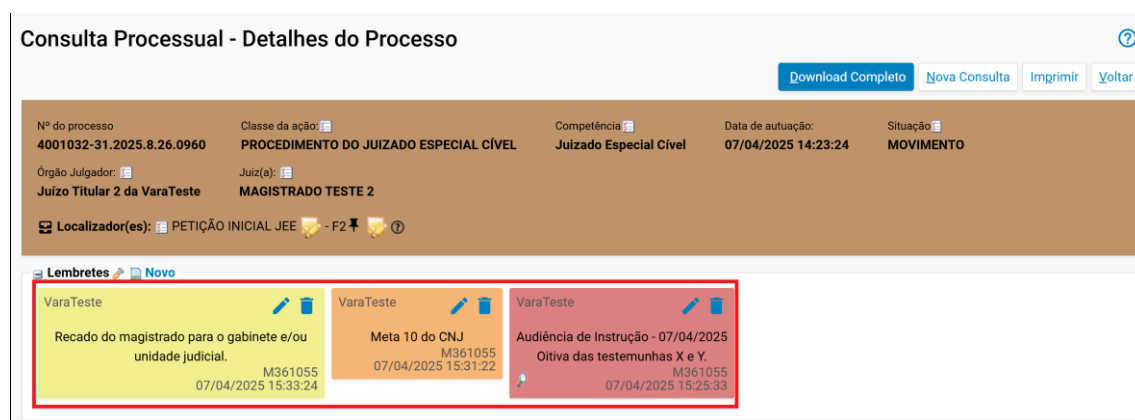 Consulta Processual - Detalhes do Processo
Download Completo Nova Consulta Imprimir Voltar
Nº do processo Classe da ação: Competência Data de autuação: Situação
4001032-31.2025.8.26.0960 PROCEDIMENTO DO JUIZADO ESPECIAL CÍVEL Juizado Especial Cível 07/04/2025 14:23:24 MOVIMENTO
Órgão Julgador: Juiz(a):
Juízo Titular 2 da VaraTeste MAGISTRADO TESTE 2
Localizador(es): PETIÇÃO INICIAL JEE - F2
Lembretes Novo
VaraTeste
Recado do magistrado para o gabinete e/ou
unidade judicial.
M361055
07/04/2025 15:33:24
VaraTeste
Meta 10 do CNJ
M361055
07/04/2025 15:31:22
VaraTeste
Audiência de Instrução - 07/04/2025
Oitiva das testemunhas X e Y.
M361055
07/04/2025 15:25:33